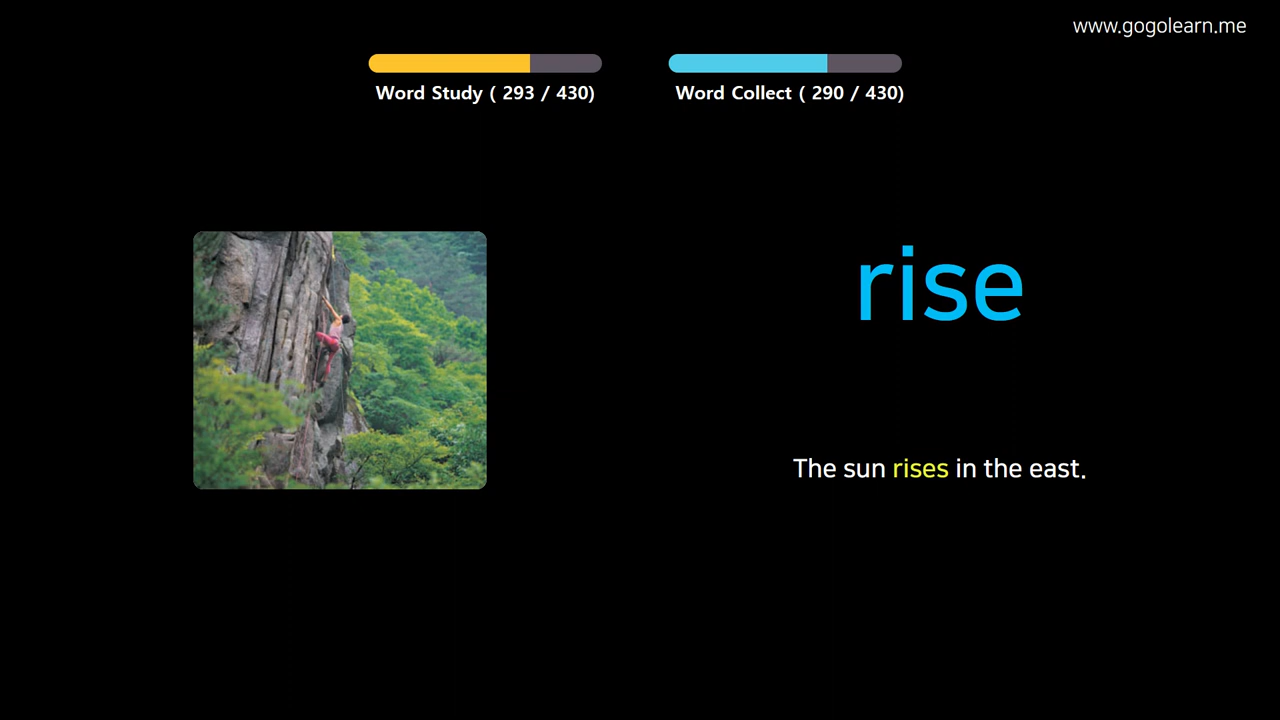 www.gogolearn.me
Word Study ( 293 / 430)
Word Collect ( 290 / 430)
rise
The sun rises in the east.